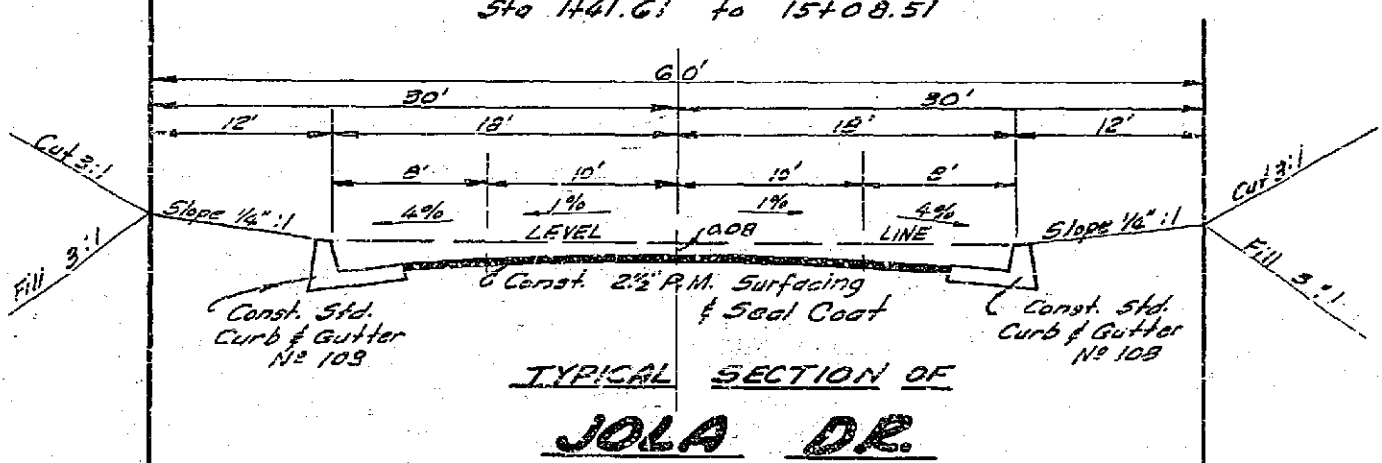 Sta 1+41.61 to 15+08.51
60'
30' 30'
12' 18' 18' 12'
8' 10' 10' 8'
Cut 3:1 Cut 3:1
4% 1% 1% 4%
Slope 1/4" :1 LEVEL 0.08 LINE Slope 1/4" :1
Fill 3:1 Fill 3:1
Const. 2½" P.M. Surfacing
& Seal Coat
Const. Std.
Curb & Gutter
Nº 109
Const. Std.
Curb & Gutter
Nº 109
TYPICAL SECTION OF
JOLA DR.